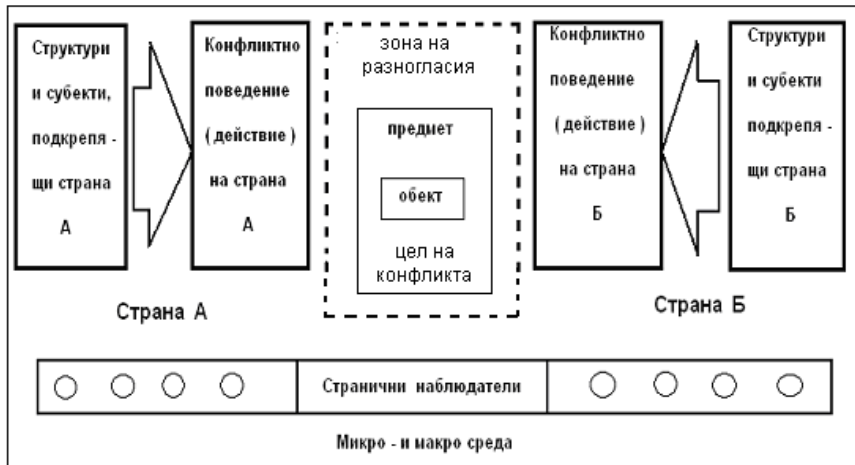 Структури
и субекти,
подкрепя -
щи страна
А
Конфликтно
поведение
( действие )
на страна
А
зона на
разногласия
предмет
обект
цел на
конфликта
Конфликтно
поведение
( действие )
на страна
Б
Структури
и субекти
подкрепя -
щи страна
Б
Страна А
Страна Б
Странични наблюдатели
Микро - и макро среда